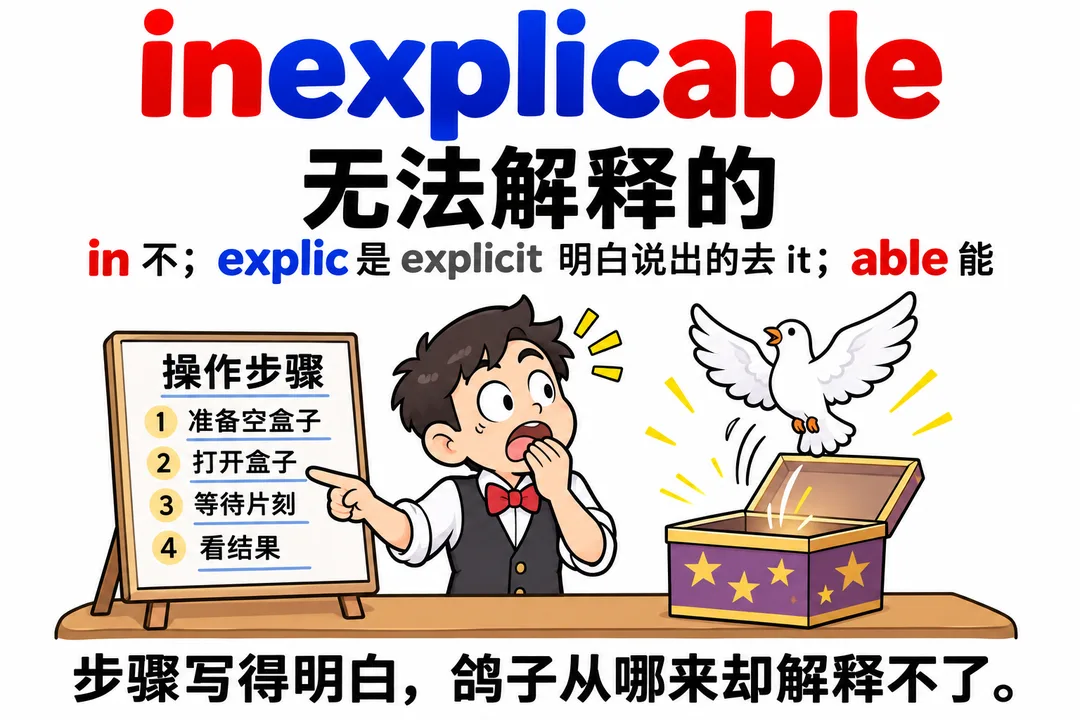 inexplicable
无法解释的
in 不；explic 是 explicit 明白说出的去 it；able 能
操作步骤
1 准备空盒子
2 打开盒子
3 等待片刻
4 看结果
步骤写得明白，鸽子从哪来却解释不了。